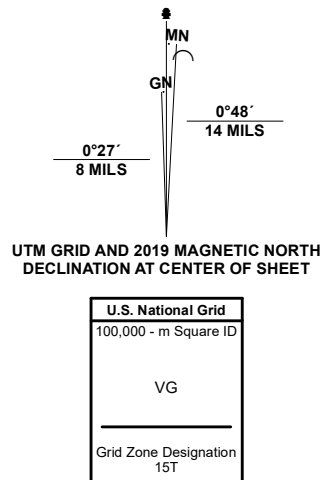 MN
GN
0°48´
14 MILS
0°27´
8 MILS
UTM GRID AND 2019 MAGNETIC NORTH
DECLINATION AT CENTER OF SHEET
U.S. National Grid
100,000 - m Square ID
VG
Grid Zone Designation
15T